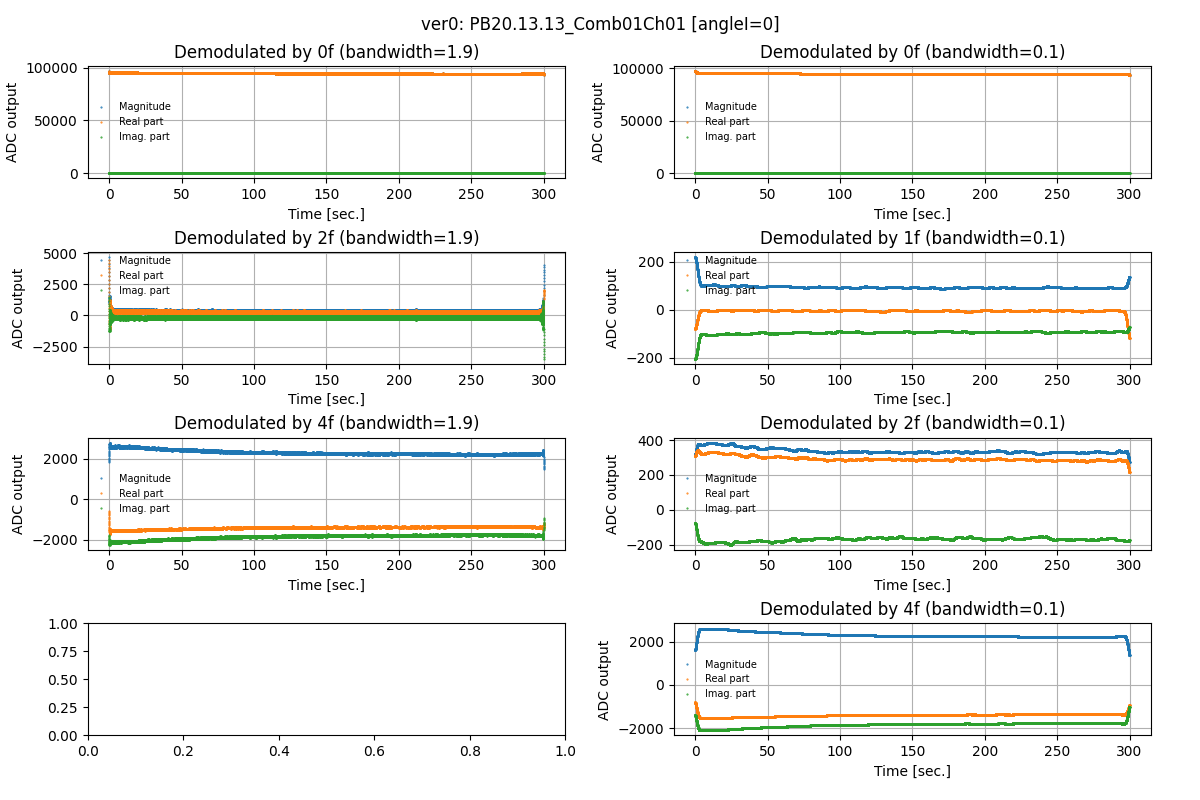 ver0: PB20.13.13_Comb01Ch01 [angleI=0]
Demodulated by 0f (bandwidth=1.9)
ADC output
100000
50000
0
Magnitude
Real part
Imag. part
0 50 100 150 200 250 300
Time [sec.]
Demodulated by 0f (bandwidth=0.1)
ADC output
100000
50000
0
Magnitude
Real part
Imag. part
0 50 100 150 200 250 300
Time [sec.]
Demodulated by 2f (bandwidth=1.9)
ADC output
5000
2500
0
−2500
Magnitude
Real part
Imag. part
0 50 100 150 200 250 300
Time [sec.]
Demodulated by 1f (bandwidth=0.1)
ADC output
200
0
−200
Magnitude
Real part
Imag. part
0 50 100 150 200 250 300
Time [sec.]
Demodulated by 4f (bandwidth=1.9)
ADC output
2000
0
−2000
Magnitude
Real part
Imag. part
0 50 100 150 200 250 300
Time [sec.]
Demodulated by 2f (bandwidth=0.1)
ADC output
400
200
0
−200
Magnitude
Real part
Imag. part
0 50 100 150 200 250 300
Time [sec.]
1.00
0.75
0.50
0.25
0.00
0.0 0.2 0.4 0.6 0.8 1.0
Demodulated by 4f (bandwidth=0.1)
ADC output
2000
0
−2000
Magnitude
Real part
Imag. part
0 50 100 150 200 250 300
Time [sec.]